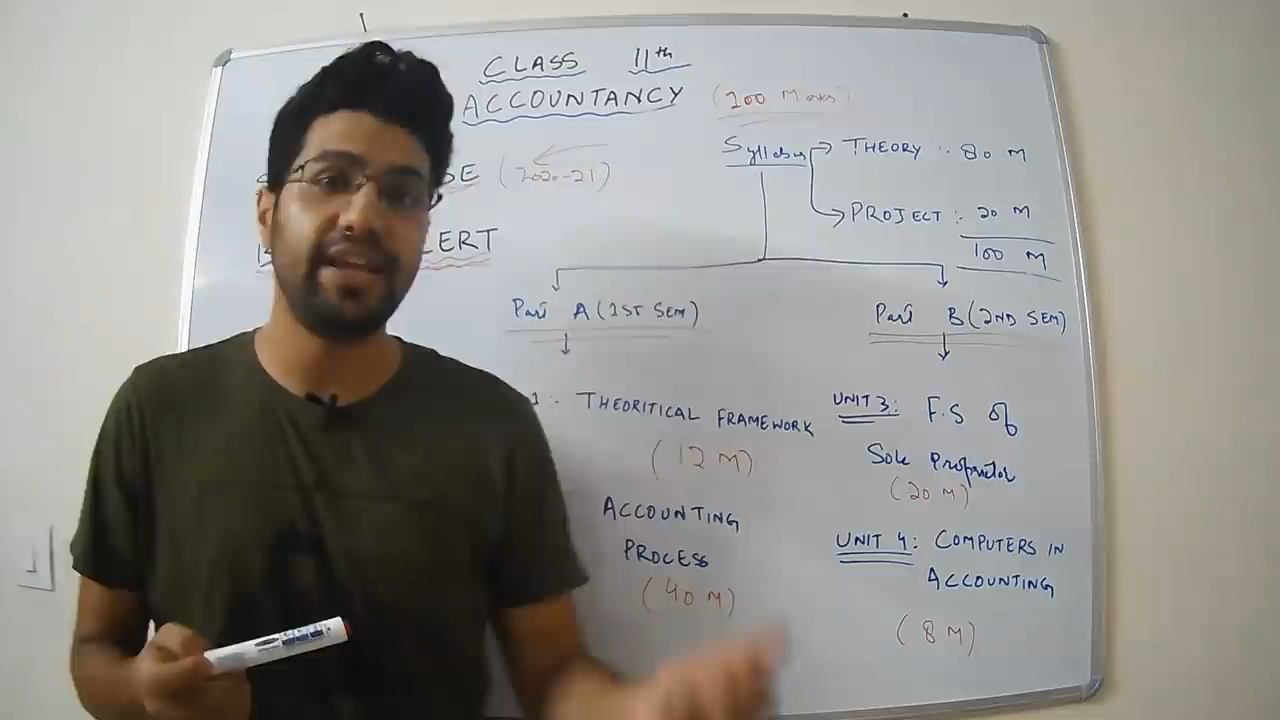 CLASS 11th
ACCOUNTANCY (100 Marks)
Syllabus
THEORY :- 80 M
(2020-21)
PROJECT :- 20 M
100 M
Part A (1ST SEM)
Part B (2ND SEM)
1 :- THEORITICAL FRAMEWORK
(12 M)
ACCOUNTING
PROCESS
(40 M)
UNIT 3: F.S of
Sole Proprietor
(20 M)
UNIT 4: COMPUTERS IN
ACCOUNTING
(8 M)